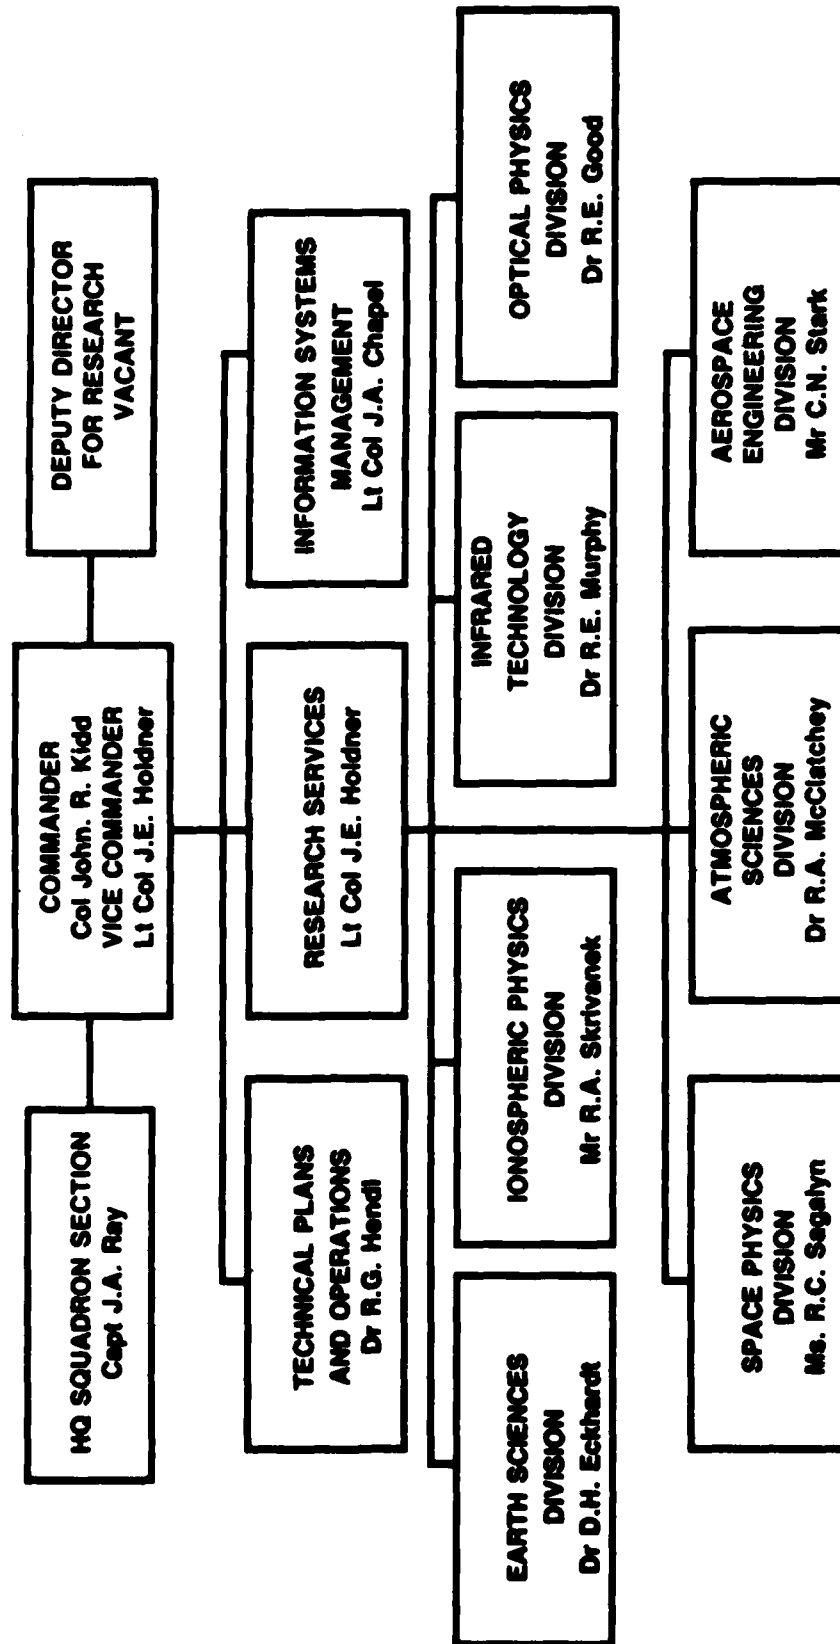 HQ SQUADRON SECTION
Capt J.A. Ray
COMMANDER
Col John. R. Kidd
VICE COMMANDER
Lt Col J.E. Holdner
DEPUTY DIRECTOR
FOR RESEARCH
VACANT
TECHNICAL PLANS
AND OPERATIONS
Dr R.G. Hendl
RESEARCH SERVICES
Lt Col J.E. Holdner
INFORMATION SYSTEMS
MANAGEMENT
Lt Col J.A. Chapel
EARTH SCIENCES
DIVISION
Dr D.H. Eckhardt
IONOSPHERIC PHYSICS
DIVISION
Mr R.A. Skrivanek
INFRARED
TECHNOLOGY
DIVISION
Dr R.E. Murphy
OPTICAL PHYSICS
DIVISION
Dr R.E. Good
SPACE PHYSICS
DIVISION
Ms. R.C. Sagalyn
ATMOSPHERIC
SCIENCES
DIVISION
Dr R.A. McClatchey
AEROSPACE
ENGINEERING
DIVISION
Mr C.N. Stark